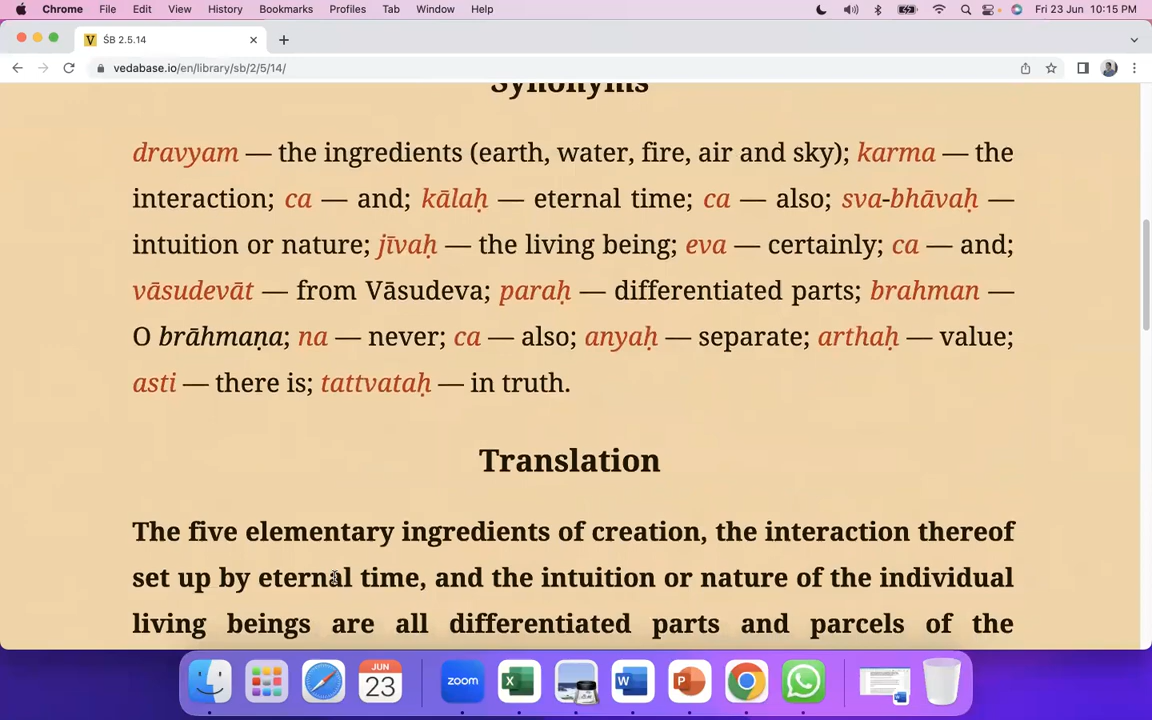 Chrome File Edit View History Bookmarks Profiles Tab Window Help Fri 23 Jun 10:15 PM
V ŚB 2.5.14
vedabase.io/en/library/sb/2/5/14/
Synonyms
dravyam — the ingredients (earth, water, fire, air and sky); karma — the
interaction; ca — and; kālaḥ — eternal time; ca — also; sva-bhāvaḥ —
intuition or nature; jīvaḥ — the living being; eva — certainly; ca — and;
vāsudevāt — from Vāsudeva; paraḥ — differentiated parts; brahman —
O brāhmaṇa; na — never; ca — also; anyaḥ — separate; arthaḥ — value;
asti — there is; tattvataḥ — in truth.
Translation
The five elementary ingredients of creation, the interaction thereof
set up by eternal time, and the intuition or nature of the individual
living beings are all differentiated parts and parcels of the
JUN
23
zoom
X
W
P
W